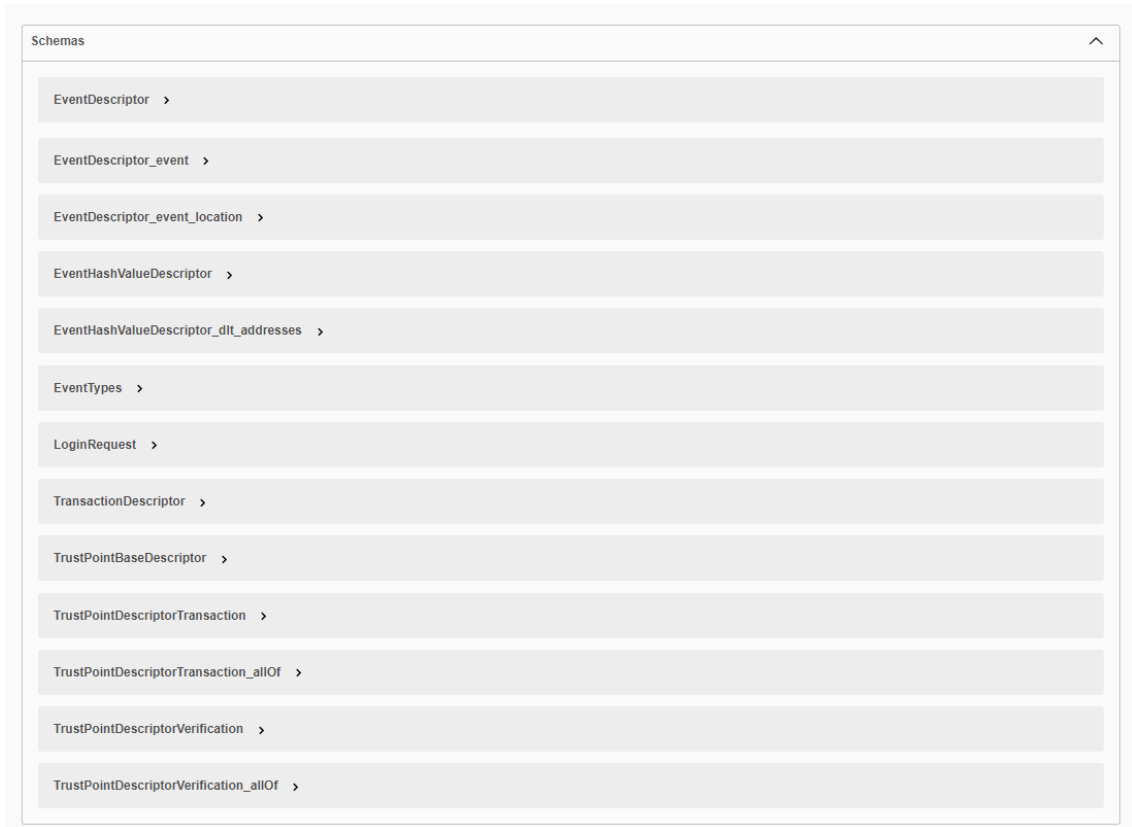 Schemas
EventDescriptor
EventDescriptor_event
EventDescriptor_event_location
EventHashValueDescriptor
EventHashValueDescriptor_dlt_addresses
EventTypes
LoginRequest
TransactionDescriptor
TrustPointBaseDescriptor
TrustPointDescriptorTransaction
TrustPointDescriptorTransaction_allOf
TrustPointDescriptorVerification
TrustPointDescriptorVerification_allOf